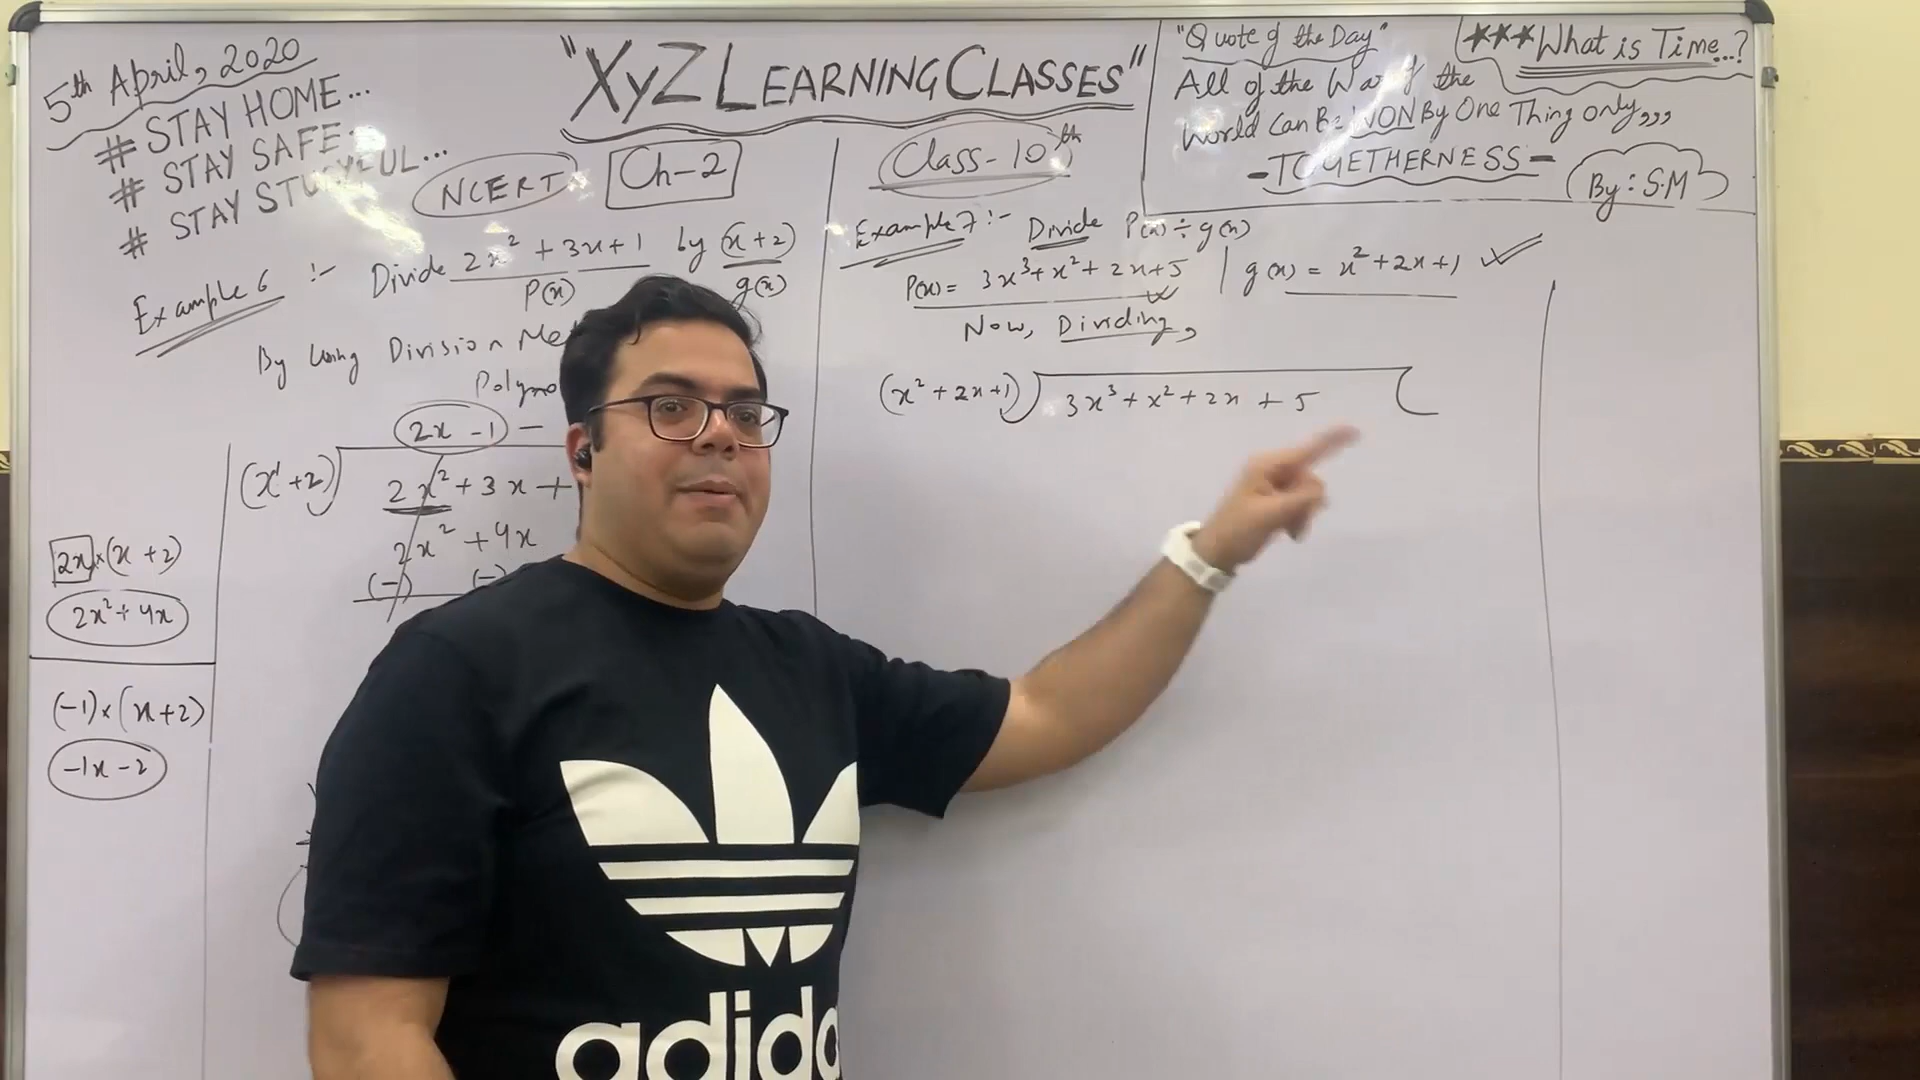 5th April, 2020
# STAY HOME...
# STAY SAFE
# STAY
"XyZ LEARNING CLASSES"
NCERT
Ch-2
Class-10th
"Quote of the Day"
All of the War of the
World Can Be WON By One Thing Only,,,
-TOGETHERNESS-
***What is Time...?
By: S.M
Example 6 :- Divide 2x² + 3x + 1 by (x + 2)
P(x) g(x)
By Using Division Me
Polyno
2x - 1
(x + 2) 2x² + 3x +
2x² + 4x
(-) (-)
2x × (x + 2)
2x² + 4x
(-1) × (x + 2)
-1x - 2
Example 7 :- Divide P(x) ÷ g(x)
P(x) = 3x³ + x² + 2x + 5 | g(x) = x² + 2x + 1
Now, Dividing,
(x² + 2x + 1) 3x³ + x² + 2x + 5
adidas